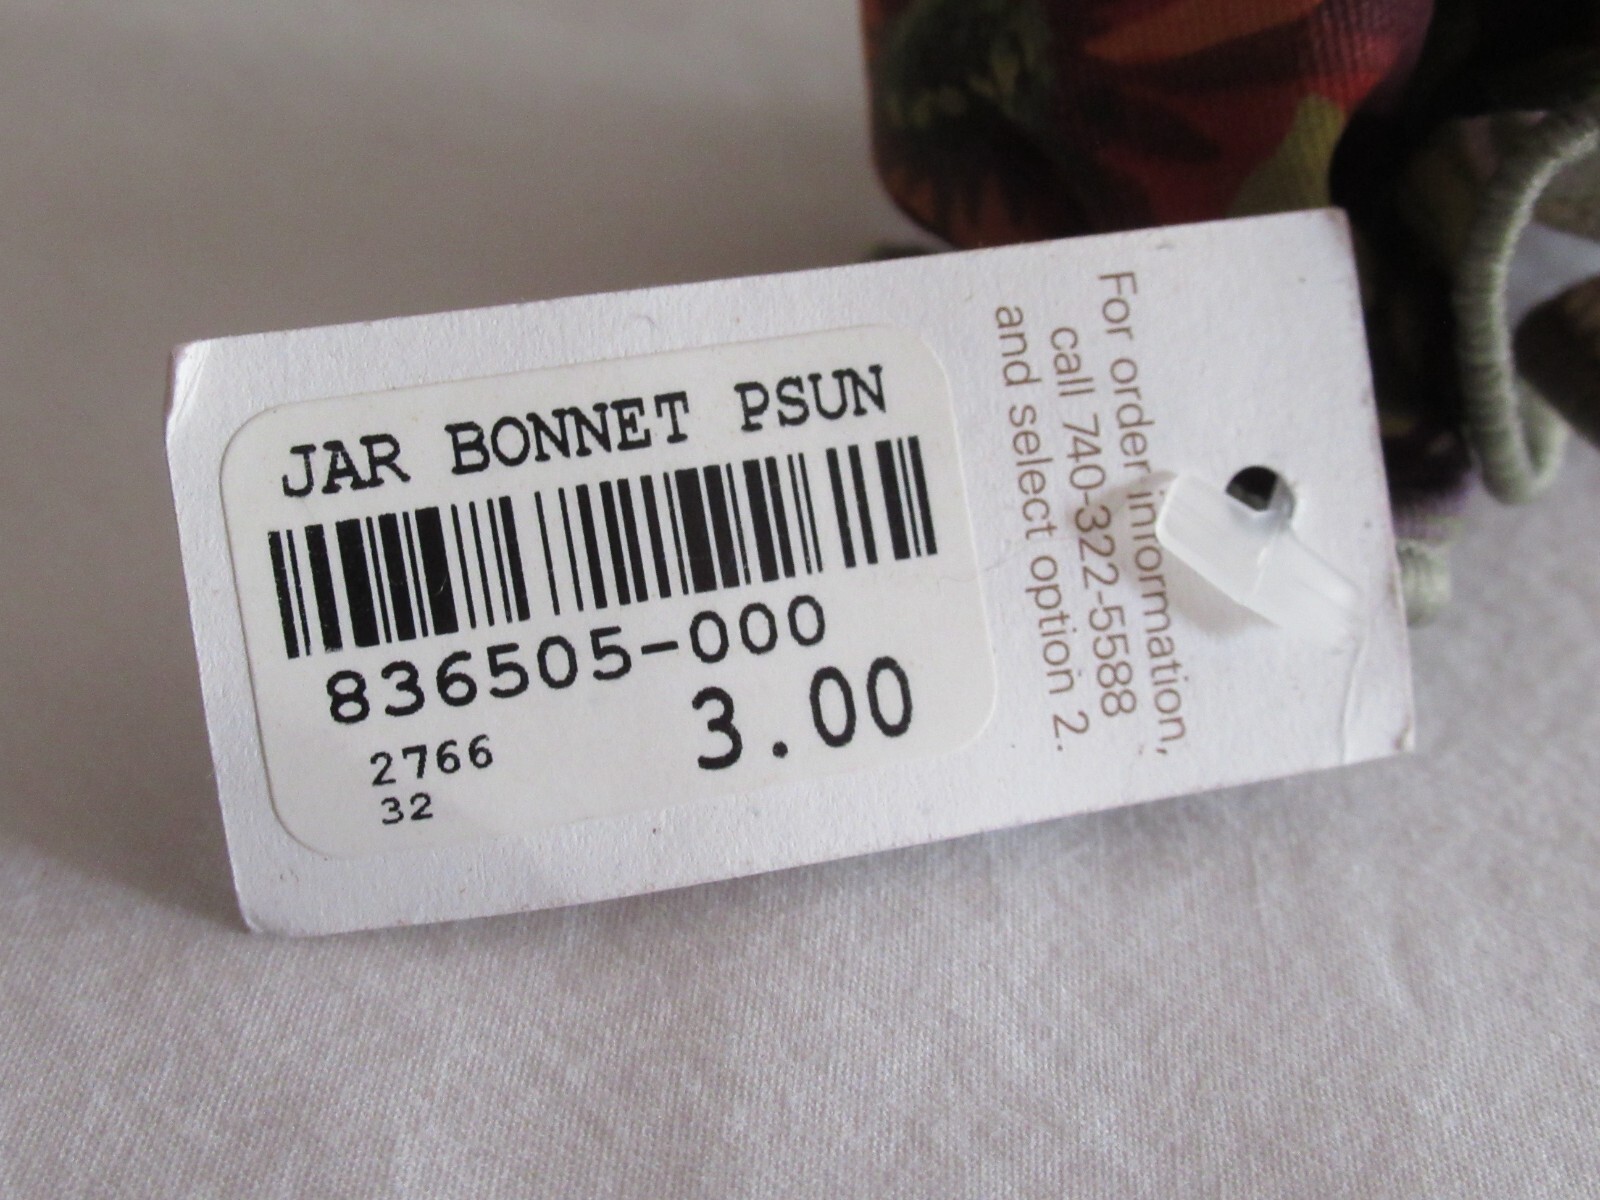 JAR BONNET PSUN
836505-000
3.00
2766
32
For order information,
call 740-322-5588
and select option 2.